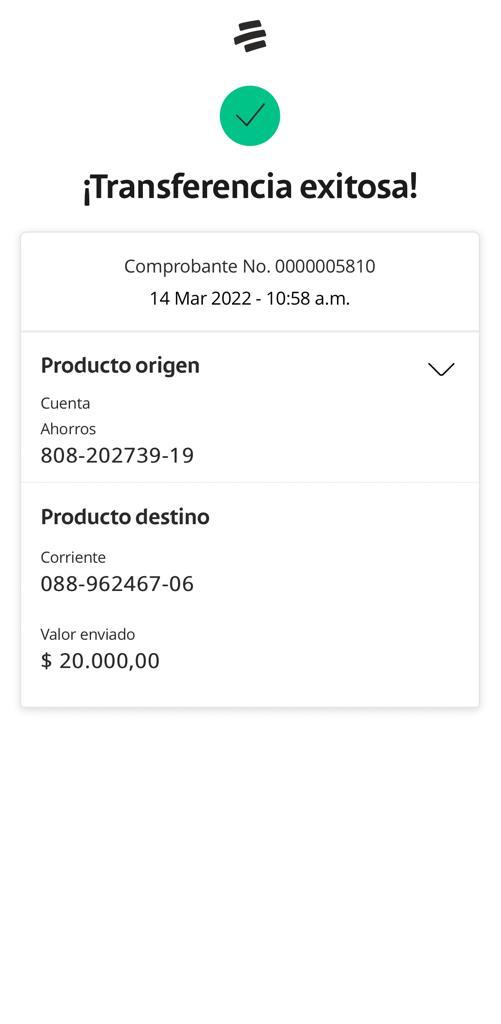 ¡Transferencia exitosa!
Comprobante No. 0000005810
14 Mar 2022 - 10:58 a.m.
Producto origen
Cuenta
Ahorros
808-202739-19
Producto destino
Corriente
088-962467-06
Valor enviado
$ 20.000,00